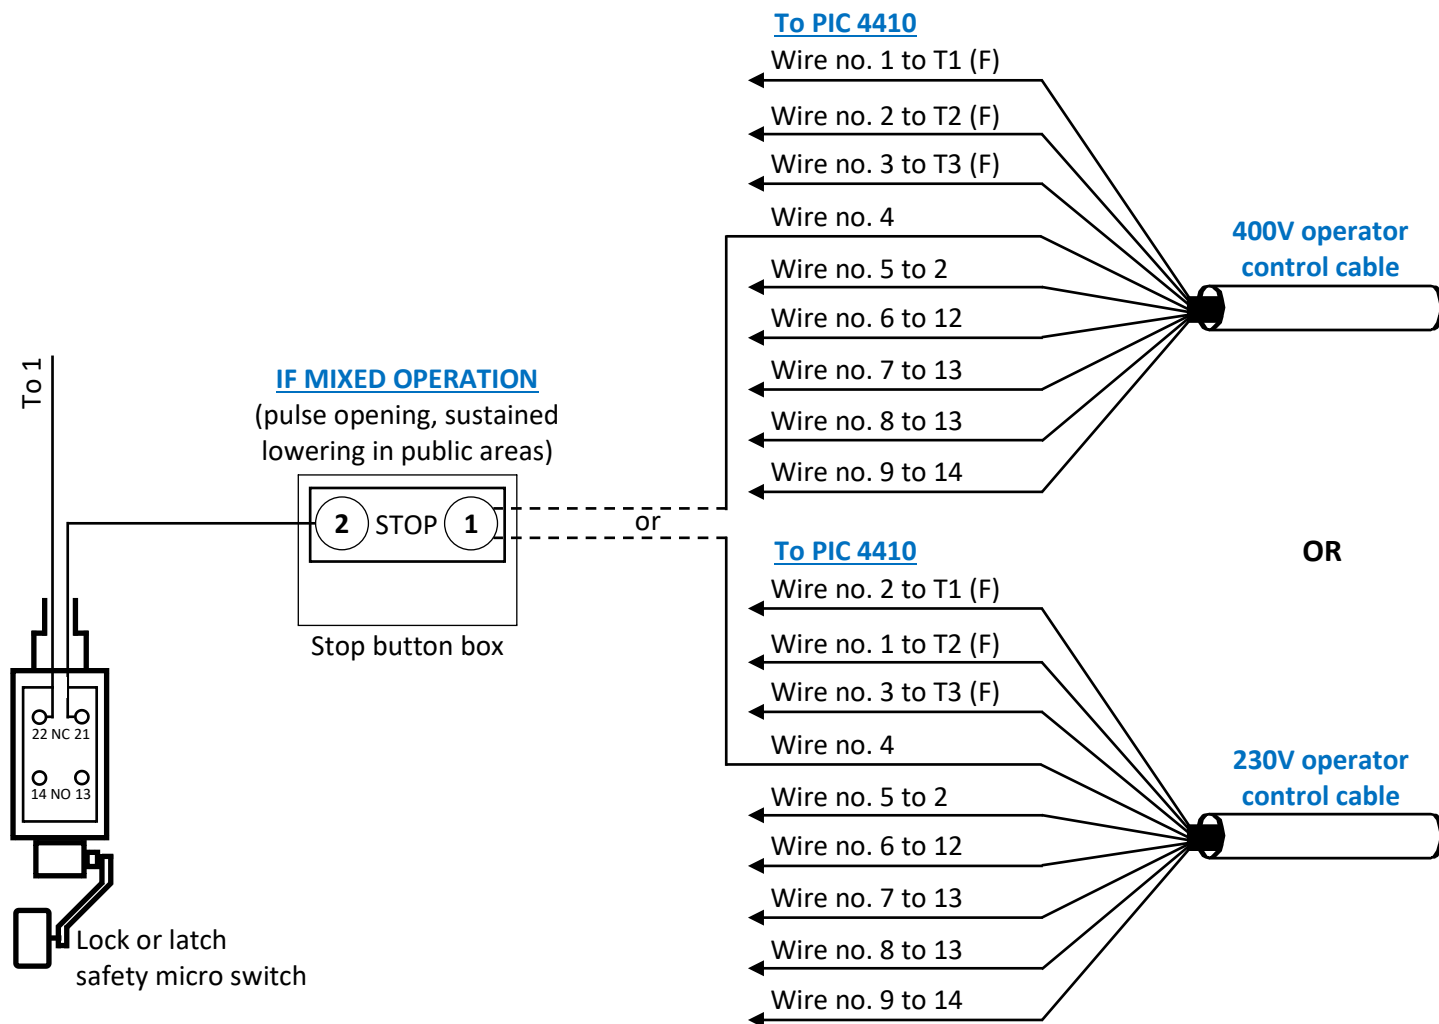 To PIC 4410
Wire no. 1 to T1 (F)
Wire no. 2 to T2 (F)
Wire no. 3 to T3 (F)
Wire no. 4
Wire no. 5 to 2
Wire no. 6 to 12
Wire no. 7 to 13
Wire no. 8 to 13
Wire no. 9 to 14
400V operator
control cable
To 1
IF MIXED OPERATION
(pulse opening, sustained
lowering in public areas)
2 STOP 1
or
Stop button box
OR
To PIC 4410
Wire no. 2 to T1 (F)
Wire no. 1 to T2 (F)
Wire no. 3 to T3 (F)
Wire no. 4
Wire no. 5 to 2
Wire no. 6 to 12
Wire no. 7 to 13
Wire no. 8 to 13
Wire no. 9 to 14
230V operator
control cable
22 NC 21
14 NO 13
Lock or latch
safety micro switch